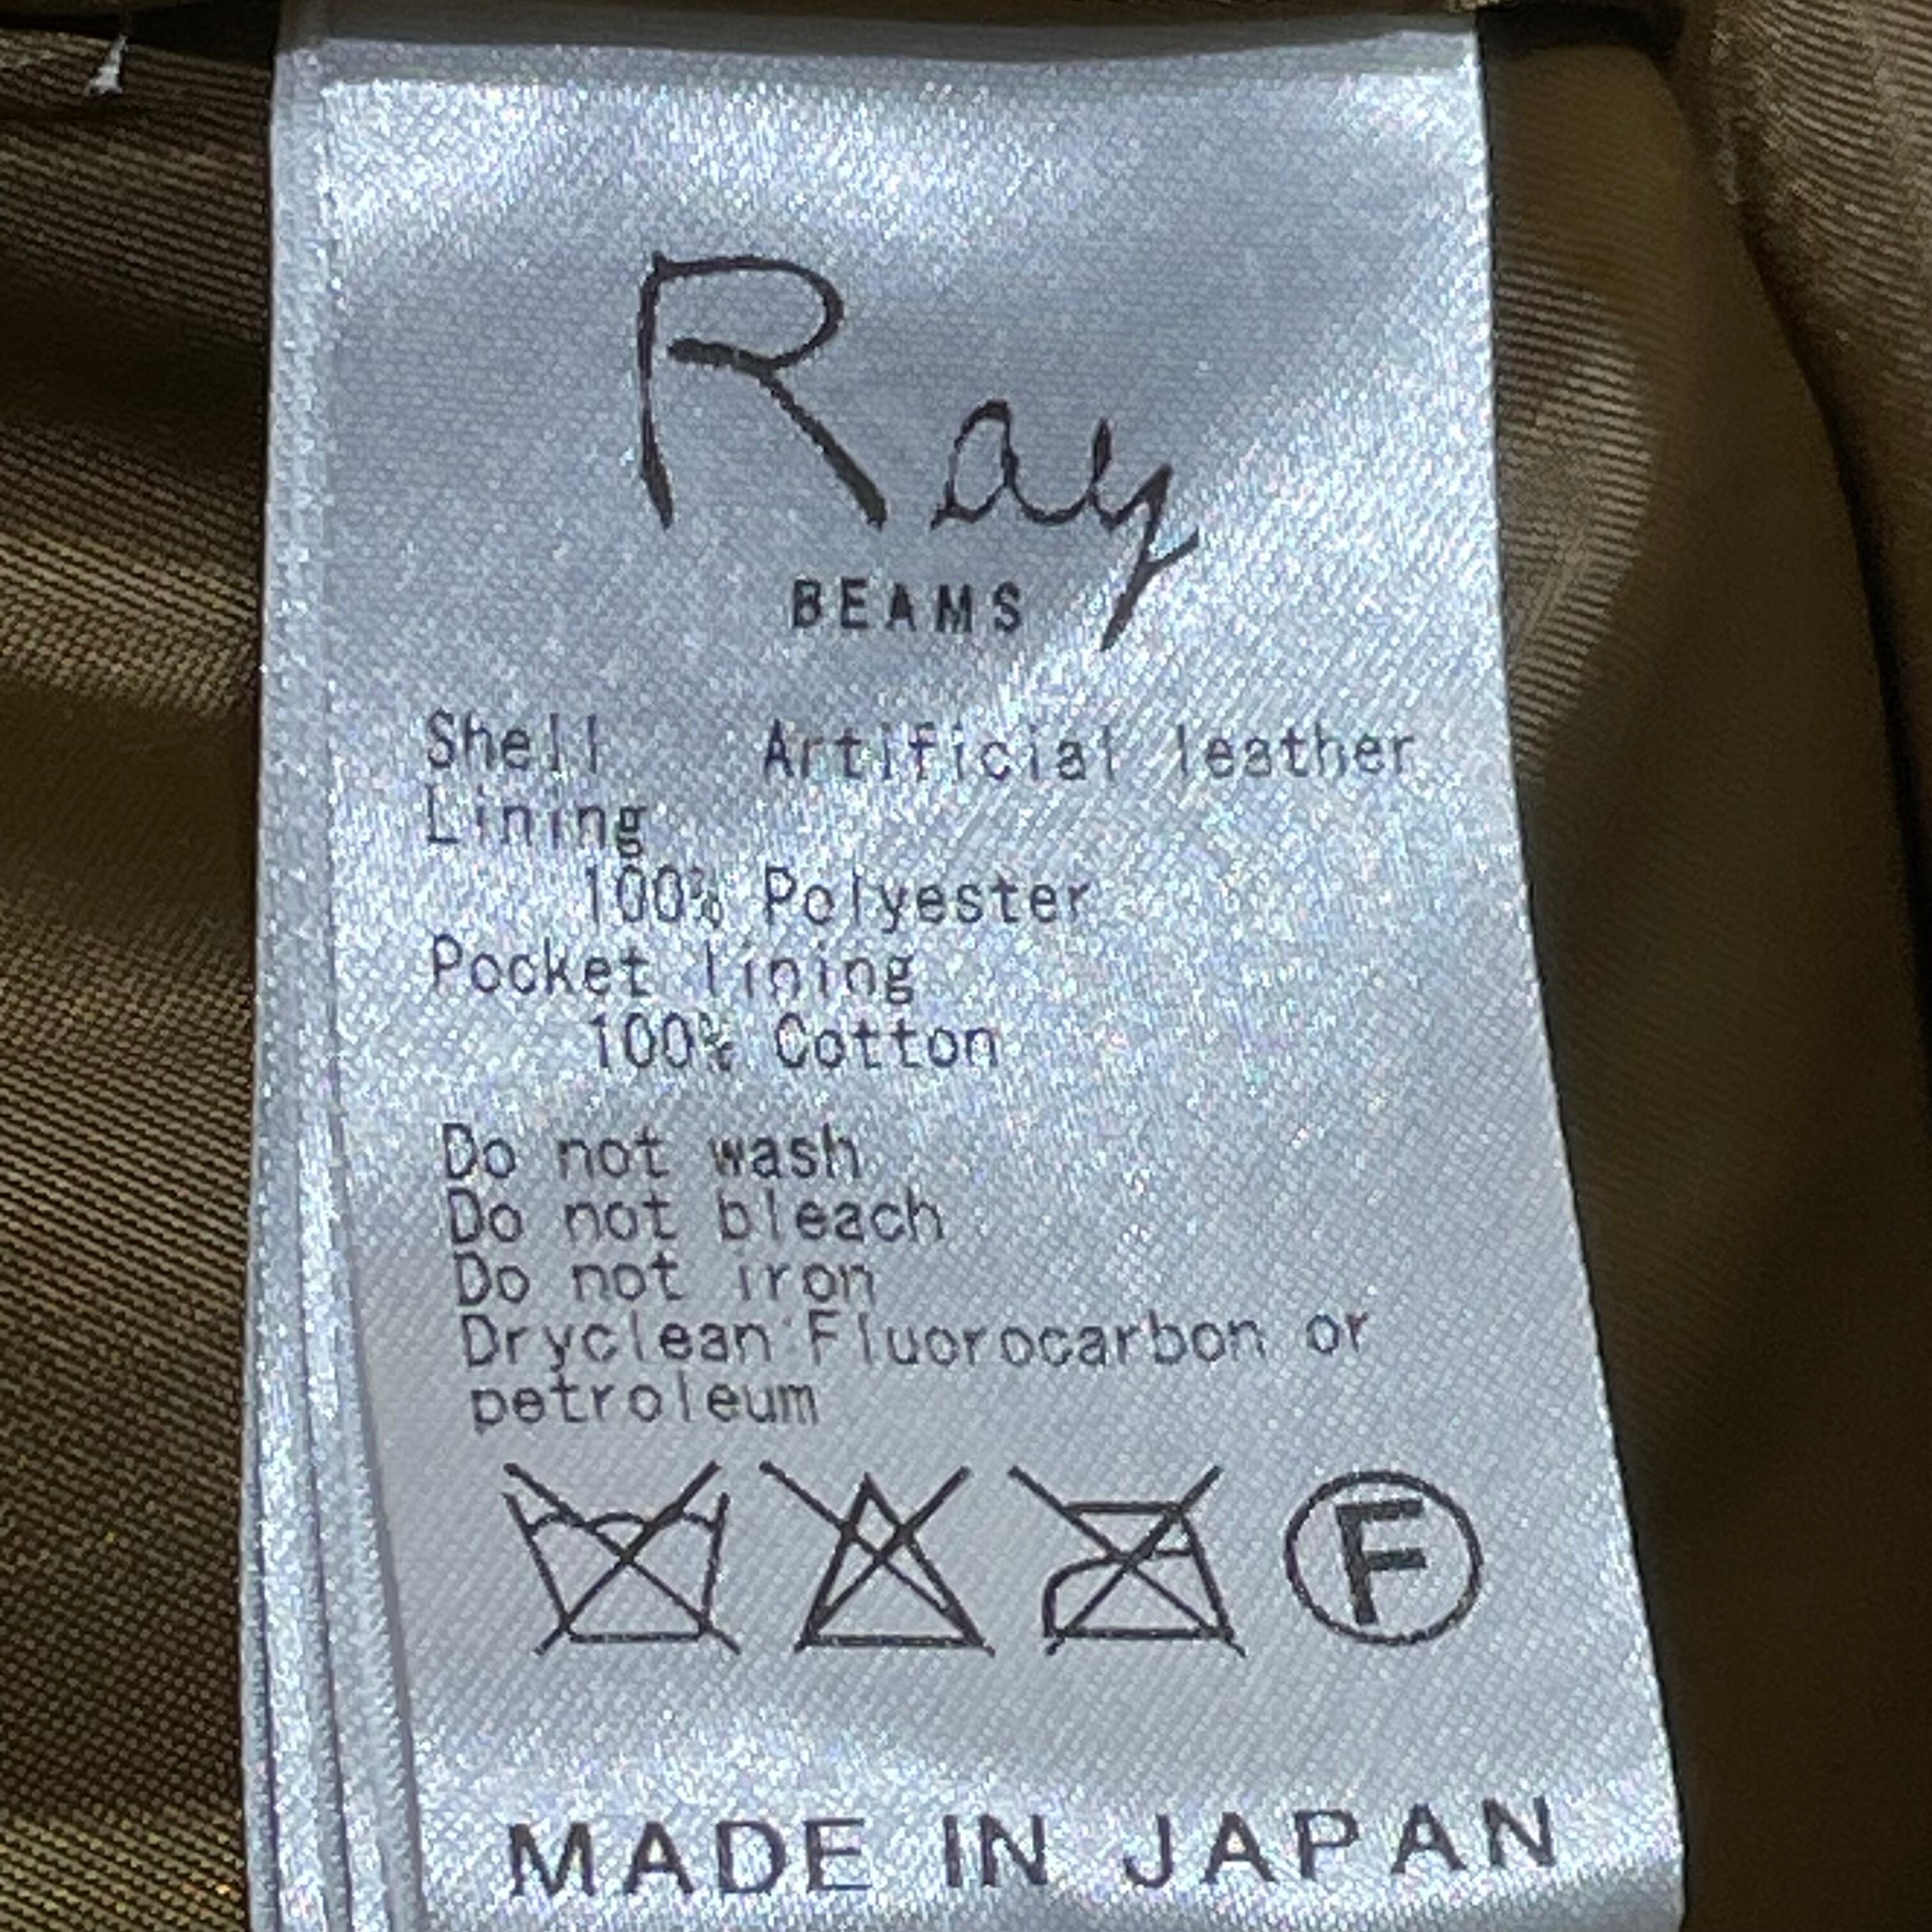 Ray
BEAMS
Shell Artificial leather
Lining
100% Polyester
Pocket lining
100% Cotton
Do not wash
Do not bleach
Do not iron
Dryclean Fluorocarbon or
petroleum
F
MADE IN JAPAN